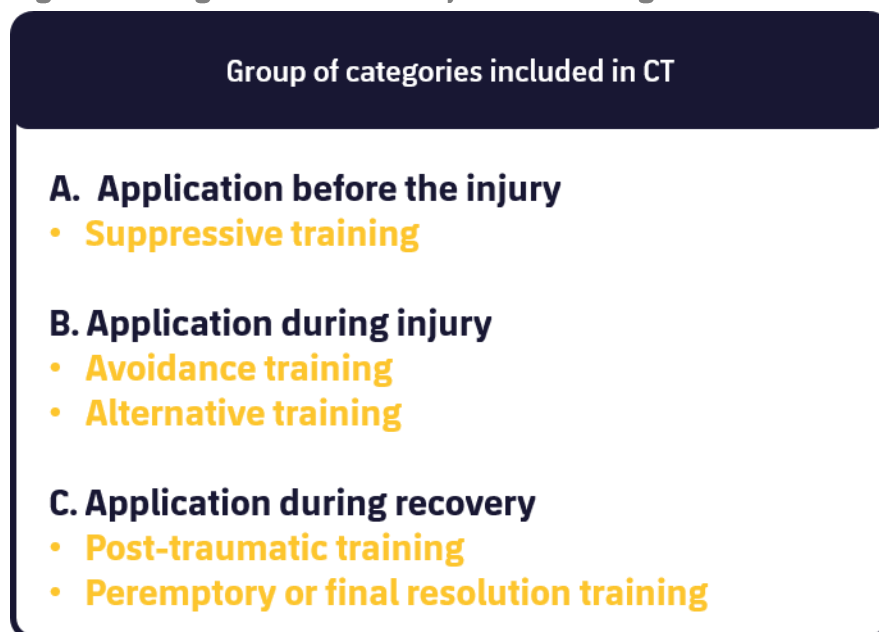 Group of categories included in CT
A. Application before the injury
• Suppressive training
B. Application during injury
• Avoidance training
• Alternative training
C. Application during recovery
• Post-traumatic training
• Peremptory or final resolution training